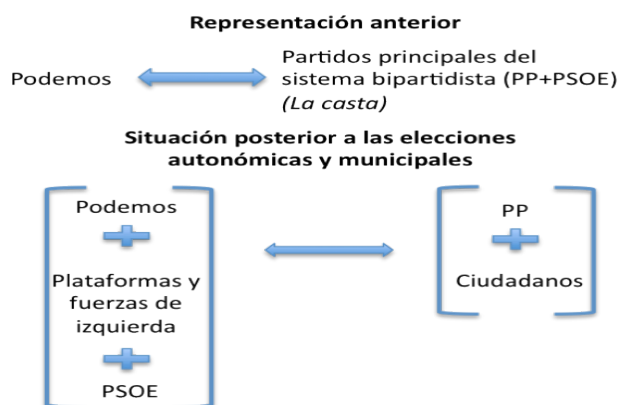 Representación anterior
Podemos
Partidos principales del
sistema bipartidista (PP+PSOE)
(La casta)
Situación posterior a las elecciones
autonómicas y municipales
Podemos
Plataformas y
fuerzas de
izquierda
PSOE
PP
Ciudadanos